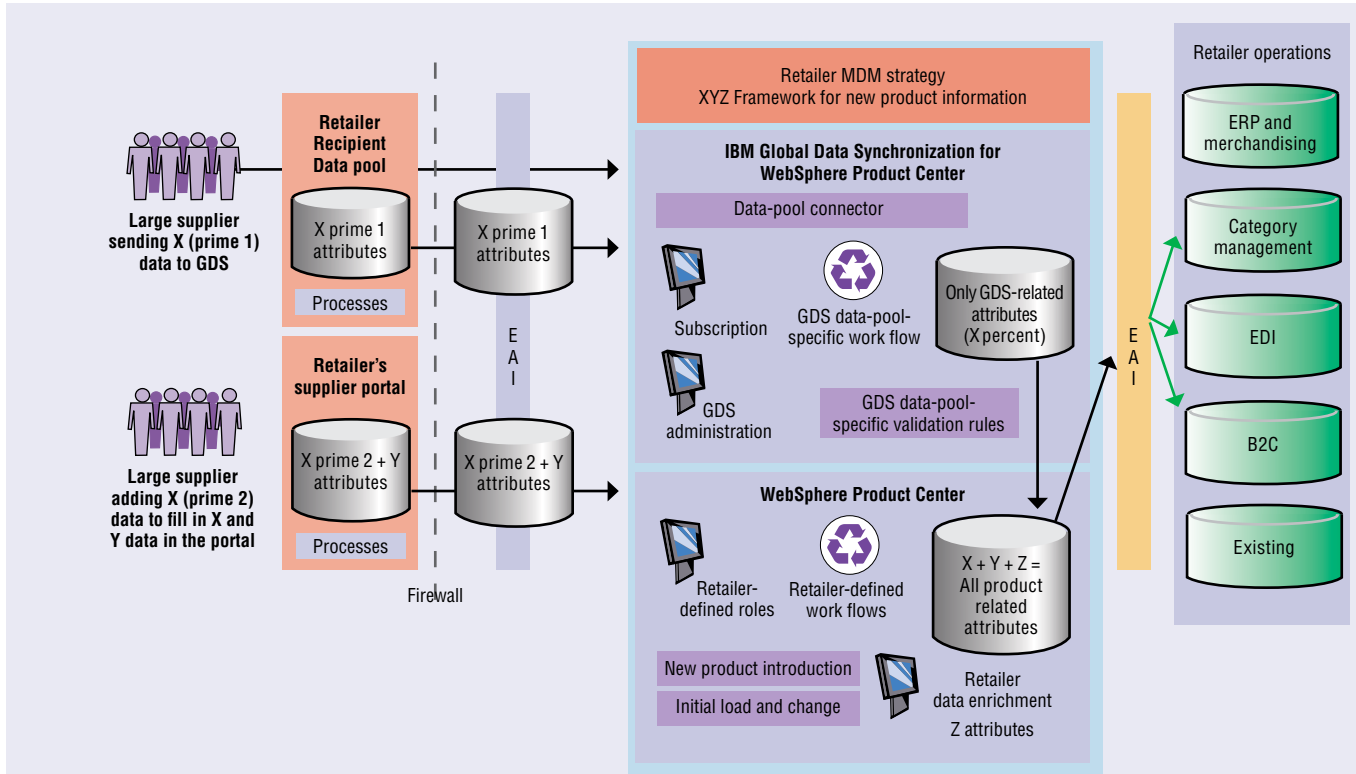 Large supplier
sending X (prime 1)
data to GDS
Large supplier
adding X (prime 2)
data to fill in X and
Y data in the portal
Retailer
Recipient
Data pool
X prime 1
attributes
Processes
Retailer's
supplier portal
X prime 2 + Y
attributes
Processes
Firewall
X prime 1
attributes
E
A
I
X prime 2 + Y
attributes
Retailer MDM strategy
XYZ Framework for new product information
IBM Global Data Synchronization for
WebSphere Product Center
Data-pool connector
Subscription
GDS data-pool-
specific work flow
Only GDS-related
attributes
(X percent)
GDS
administration
GDS data-pool-
specific validation rules
WebSphere Product Center
Retailer-
defined roles
Retailer-defined
work flows
X + Y + Z =
All product
related
attributes
New product introduction
Initial load and change
Retailer
data enrichment
Z attributes
E
A
I
Retailer operations
ERP and
merchandising
Category
management
EDI
B2C
Existing